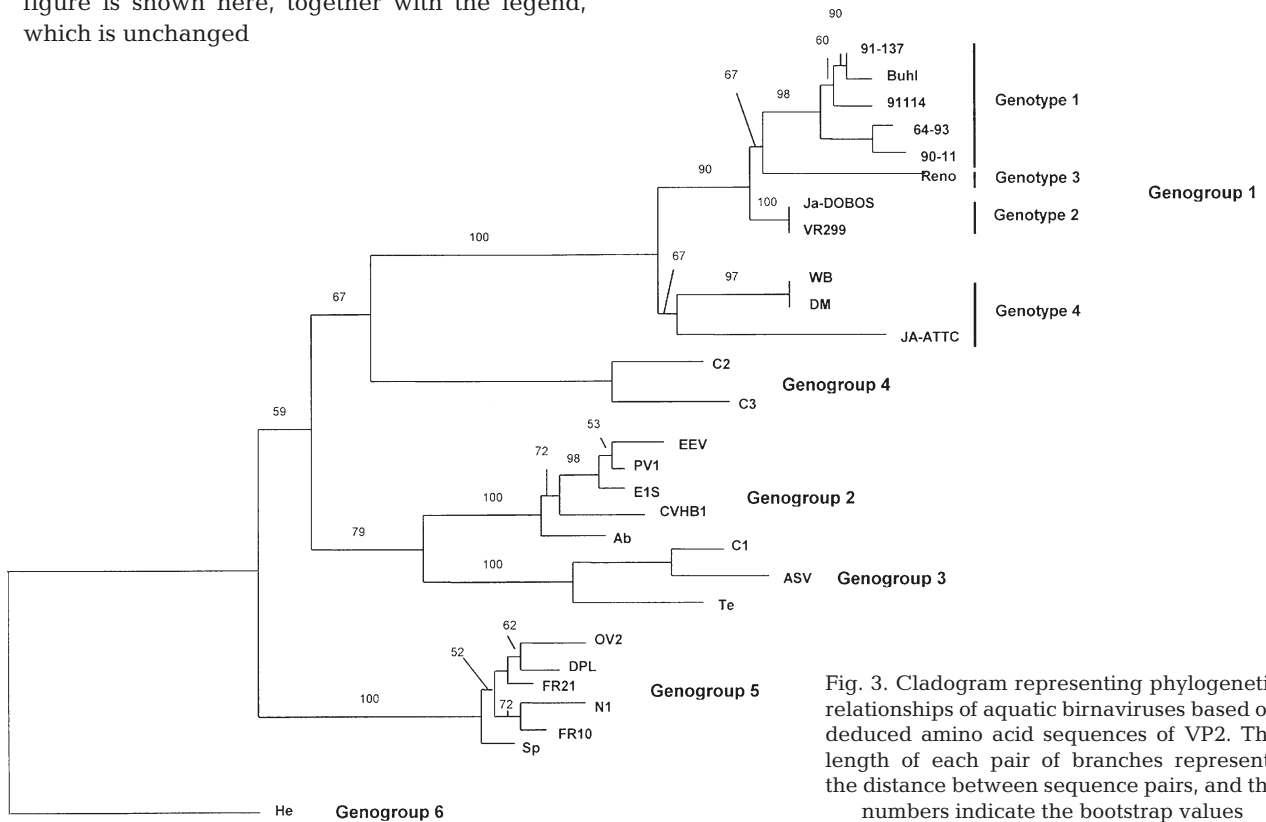 figure is shown here, together with the legend,
which is unchanged
90
60
91-137
Buhl
67
98
91114
Genotype 1
64-93
90-11
90
Reno
Genotype 3
Genogroup 1
100
Ja-DOBOS
VR299
Genotype 2
100
67
97
WB
DM
Genotype 4
JA-ATTC
67
C2
Genogroup 4
C3
59
53
EEV
72
98
PV1
E1S
Genogroup 2
100
CVHB1
Ab
79
C1
100
ASV
Genogroup 3
Te
62
OV2
52
DPL
FR21
Genogroup 5
100
72
N1
FR10
Sp
He
Genogroup 6
Fig. 3. Cladogram representing phylogeneti
relationships of aquatic birnaviruses based o
deduced amino acid sequences of VP2. Th
length of each pair of branches represent
the distance between sequence pairs, and th
numbers indicate the bootstrap values